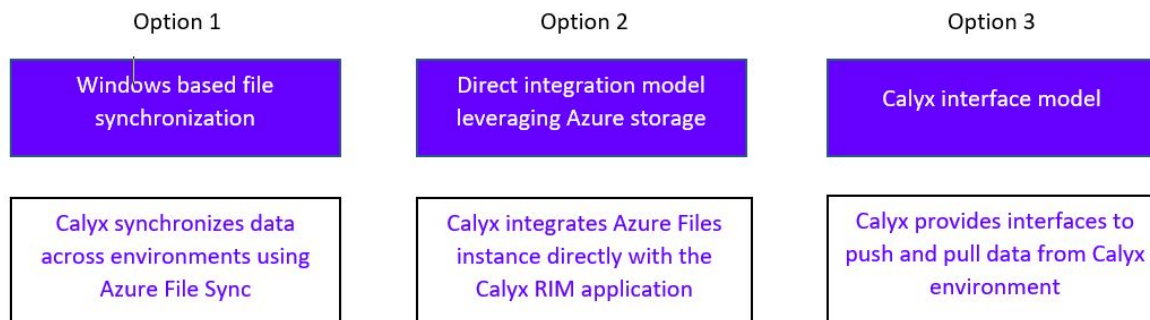 Option 1
Windows based file
synchronization
Calyx synchronizes data
across environments using
Azure File Sync
Option 2
Direct integration model
leveraging Azure storage
Calyx integrates Azure Files
instance directly with the
Calyx RIM application
Option 3
Calyx interface model
Calyx provides interfaces to
push and pull data from Calyx
environment